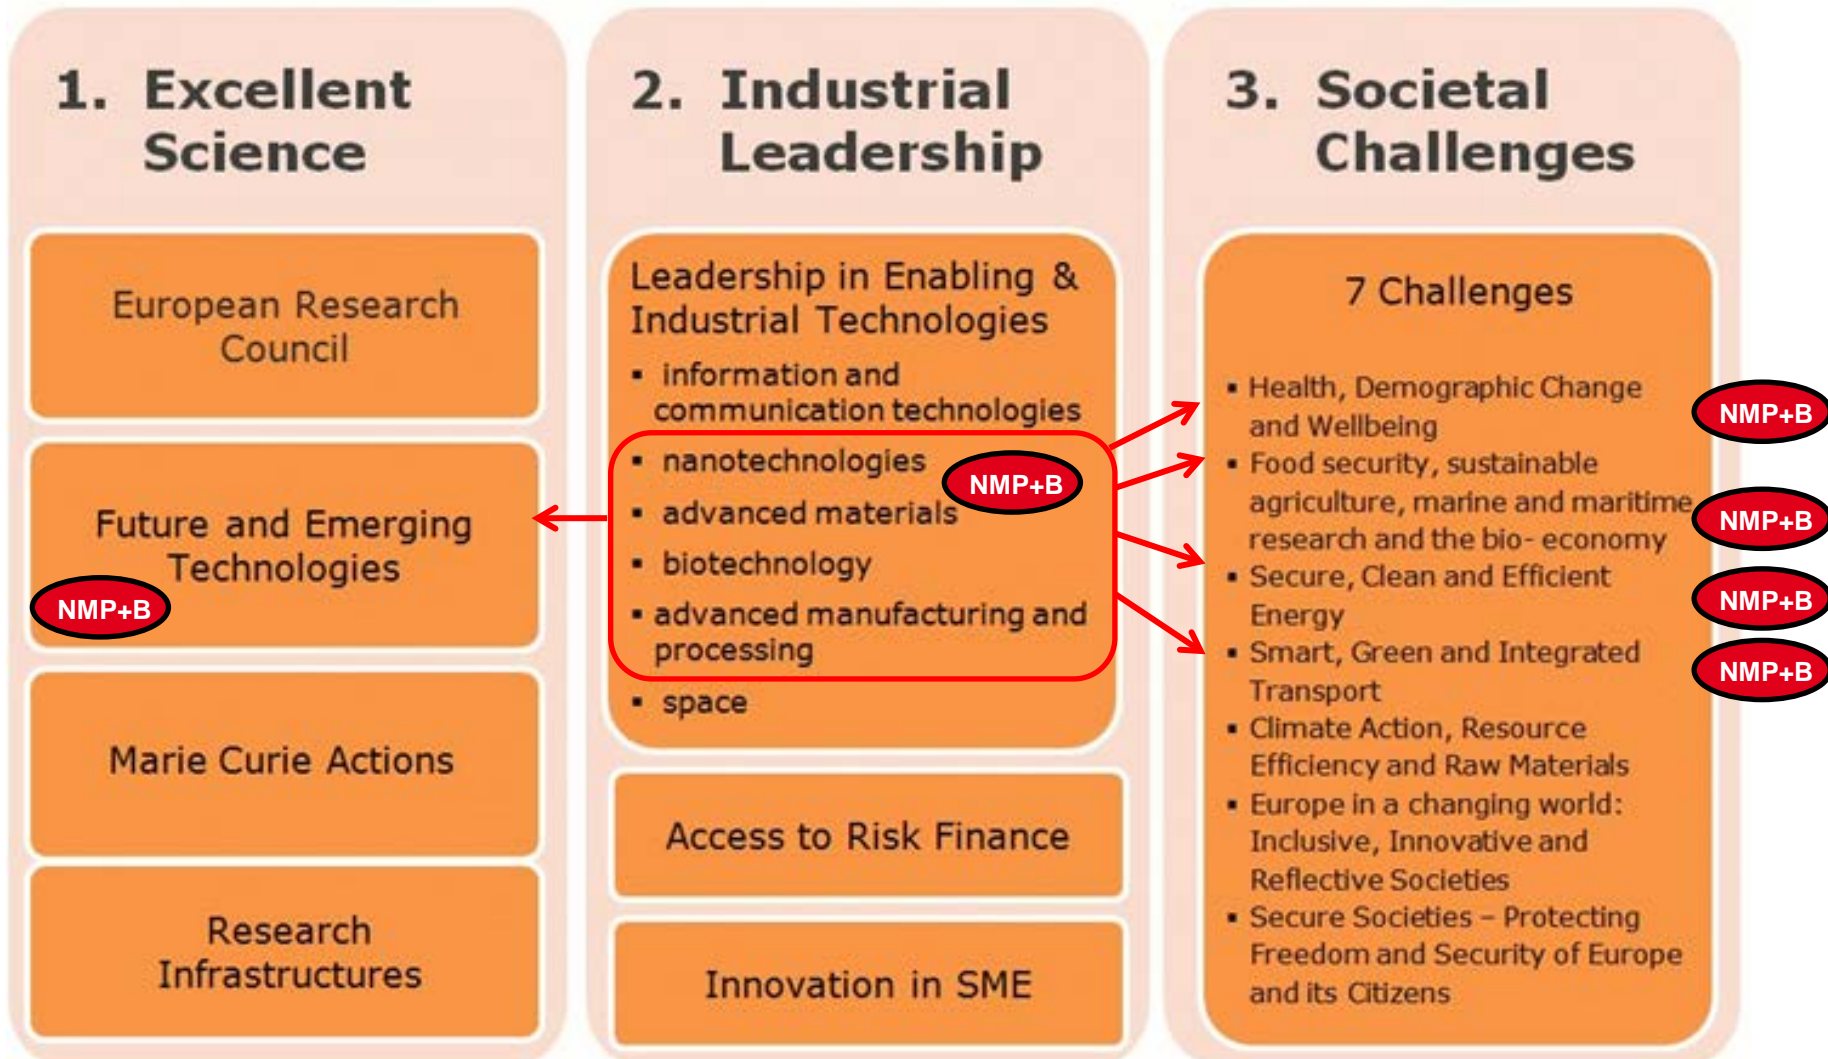 1. Excellent
Science
European Research
Council
Future and Emerging
Technologies
NMP+B
Marie Curie Actions
Research
Infrastructures
2. Industrial
Leadership
Leadership in Enabling &
Industrial Technologies
▪ information and
communication technologies
▪ nanotechnologies
NMP+B
▪ advanced materials
▪ biotechnology
▪ advanced manufacturing and
processing
▪ space
Access to Risk Finance
Innovation in SME
3. Societal
Challenges
7 Challenges
▪ Health, Demographic Change
and Wellbeing
NMP+B
▪ Food security, sustainable
agriculture, marine and maritime
research and the bio- economy
NMP+B
▪ Secure, Clean and Efficient
Energy
NMP+B
▪ Smart, Green and Integrated
Transport
NMP+B
▪ Climate Action, Resource
Efficiency and Raw Materials
▪ Europe in a changing world:
Inclusive, Innovative and
Reflective Societies
▪ Secure Societies – Protecting
Freedom and Security of Europe
and its Citizens